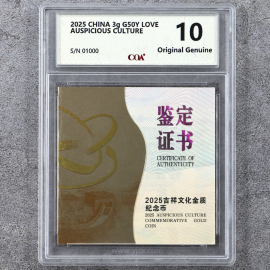 2025 CHINA 3g G50Y LOVE
AUSPICIOUS CULTURE
S/N 01000
COA
10
Original Genuine
鉴定
证书
CERTIFICATE OF
AUTHENTICITY
2025吉祥文化金质
纪念币
2025 AUSPICIOUS CULTURE
COMMEMORATIVE GOLD
COIN